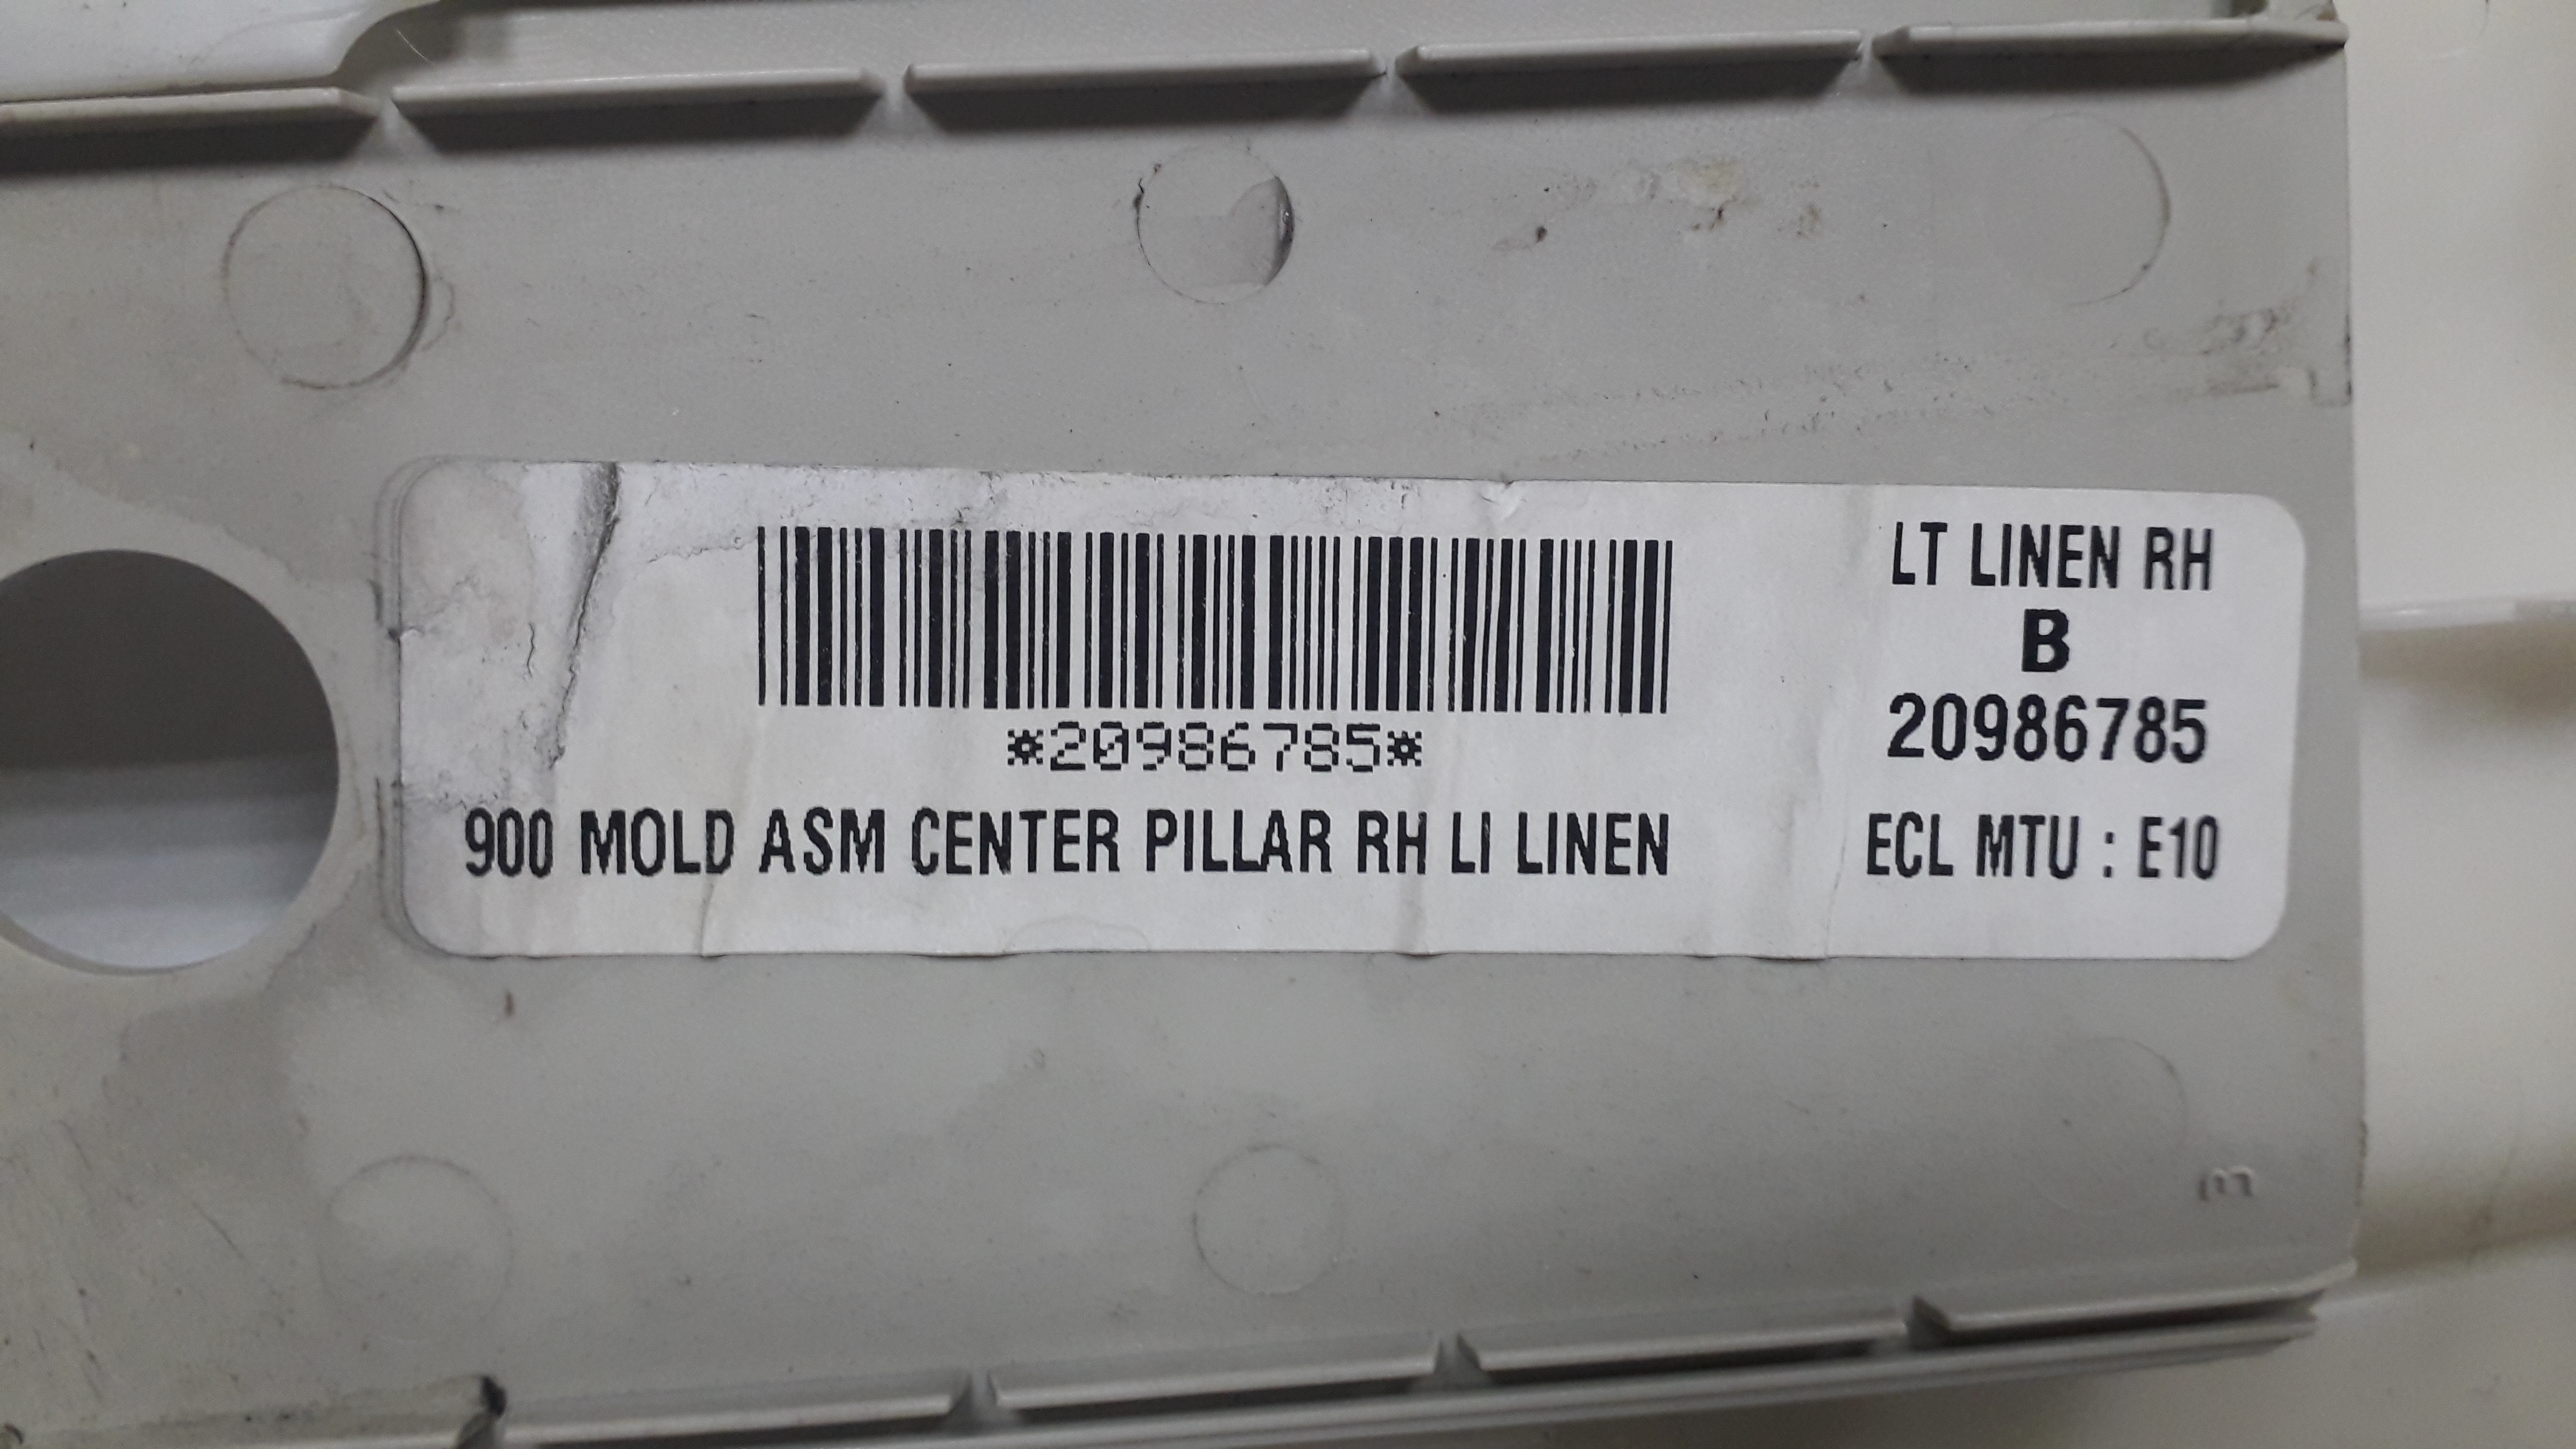 *20986785*
900 MOLD ASM CENTER PILLAR RH LI LINEN
LT LINEN RH
B
20986785
ECL MTU : E10